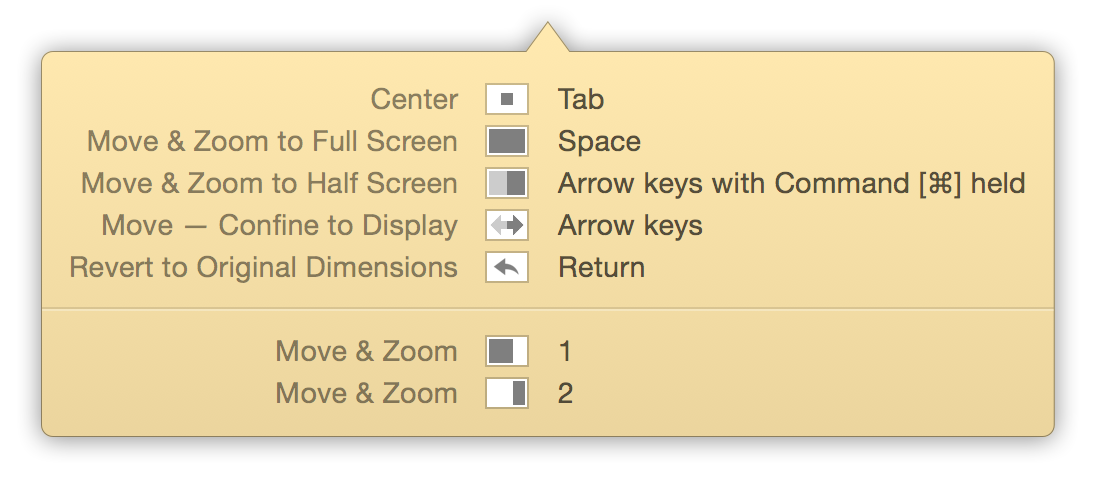 Center Tab
Move & Zoom to Full Screen Space
Move & Zoom to Half Screen Arrow keys with Command [⌘] held
Move — Confine to Display Arrow keys
Revert to Original Dimensions Return
Move & Zoom 1
Move & Zoom 2